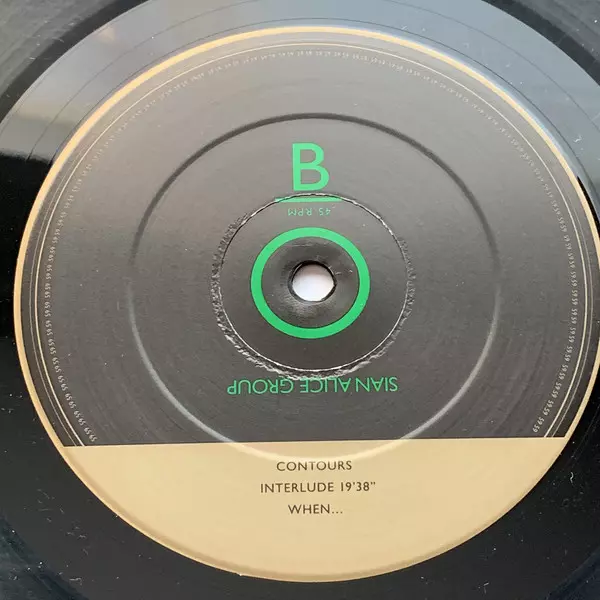 B
45 RPM
SIAN ALICE GROUP
CONTOURS
INTERLUDE 19'38"
WHEN...